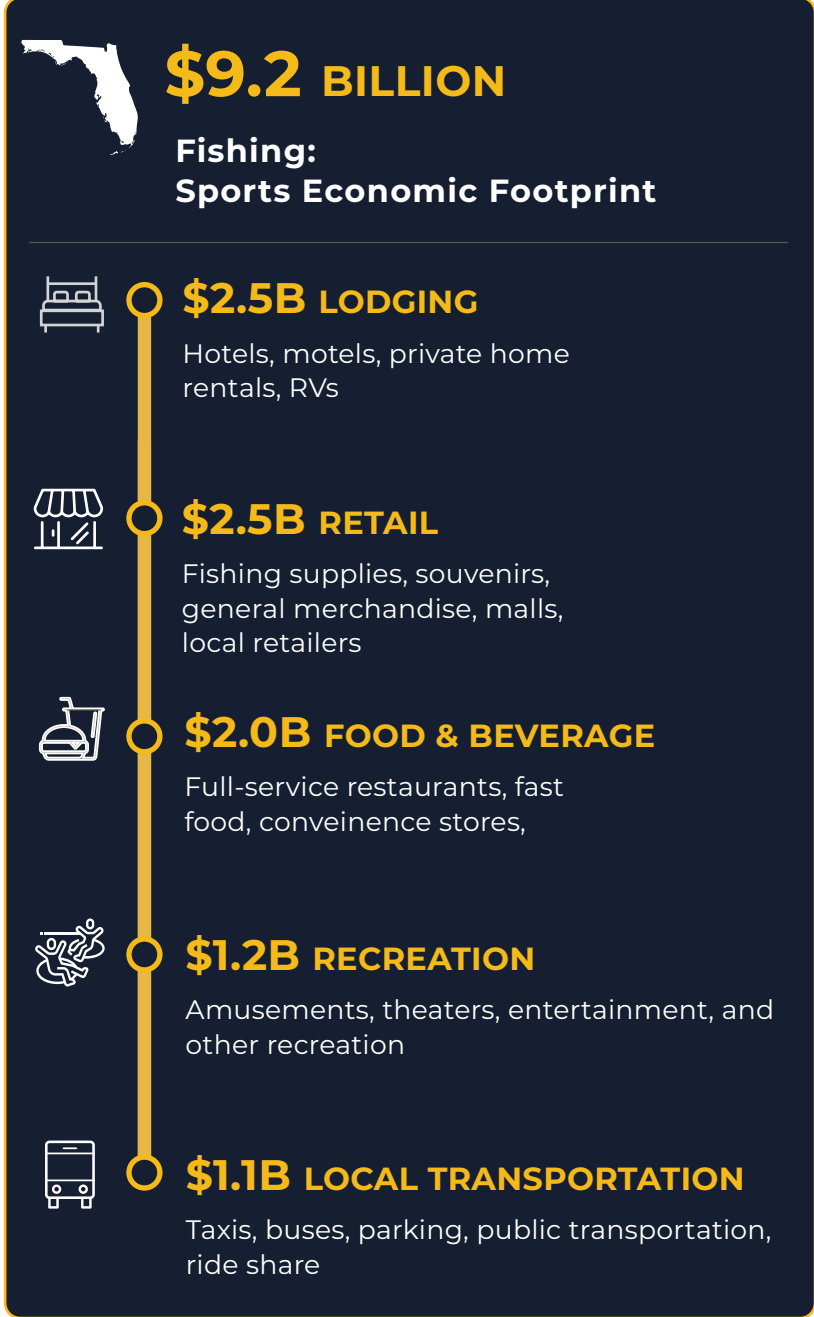 $9.2 BILLION
Fishing:
Sports Economic Footprint
$2.5B LODGING
Hotels, motels, private home
rentals, RVs
$2.5B RETAIL
Fishing supplies, souvenirs,
general merchandise, malls,
local retailers
$2.0B FOOD & BEVERAGE
Full-service restaurants, fast
food, conveinence stores,
$1.2B RECREATION
Amusements, theaters, entertainment, and
other recreation
$1.1B LOCAL TRANSPORTATION
Taxis, buses, parking, public transportation,
ride share